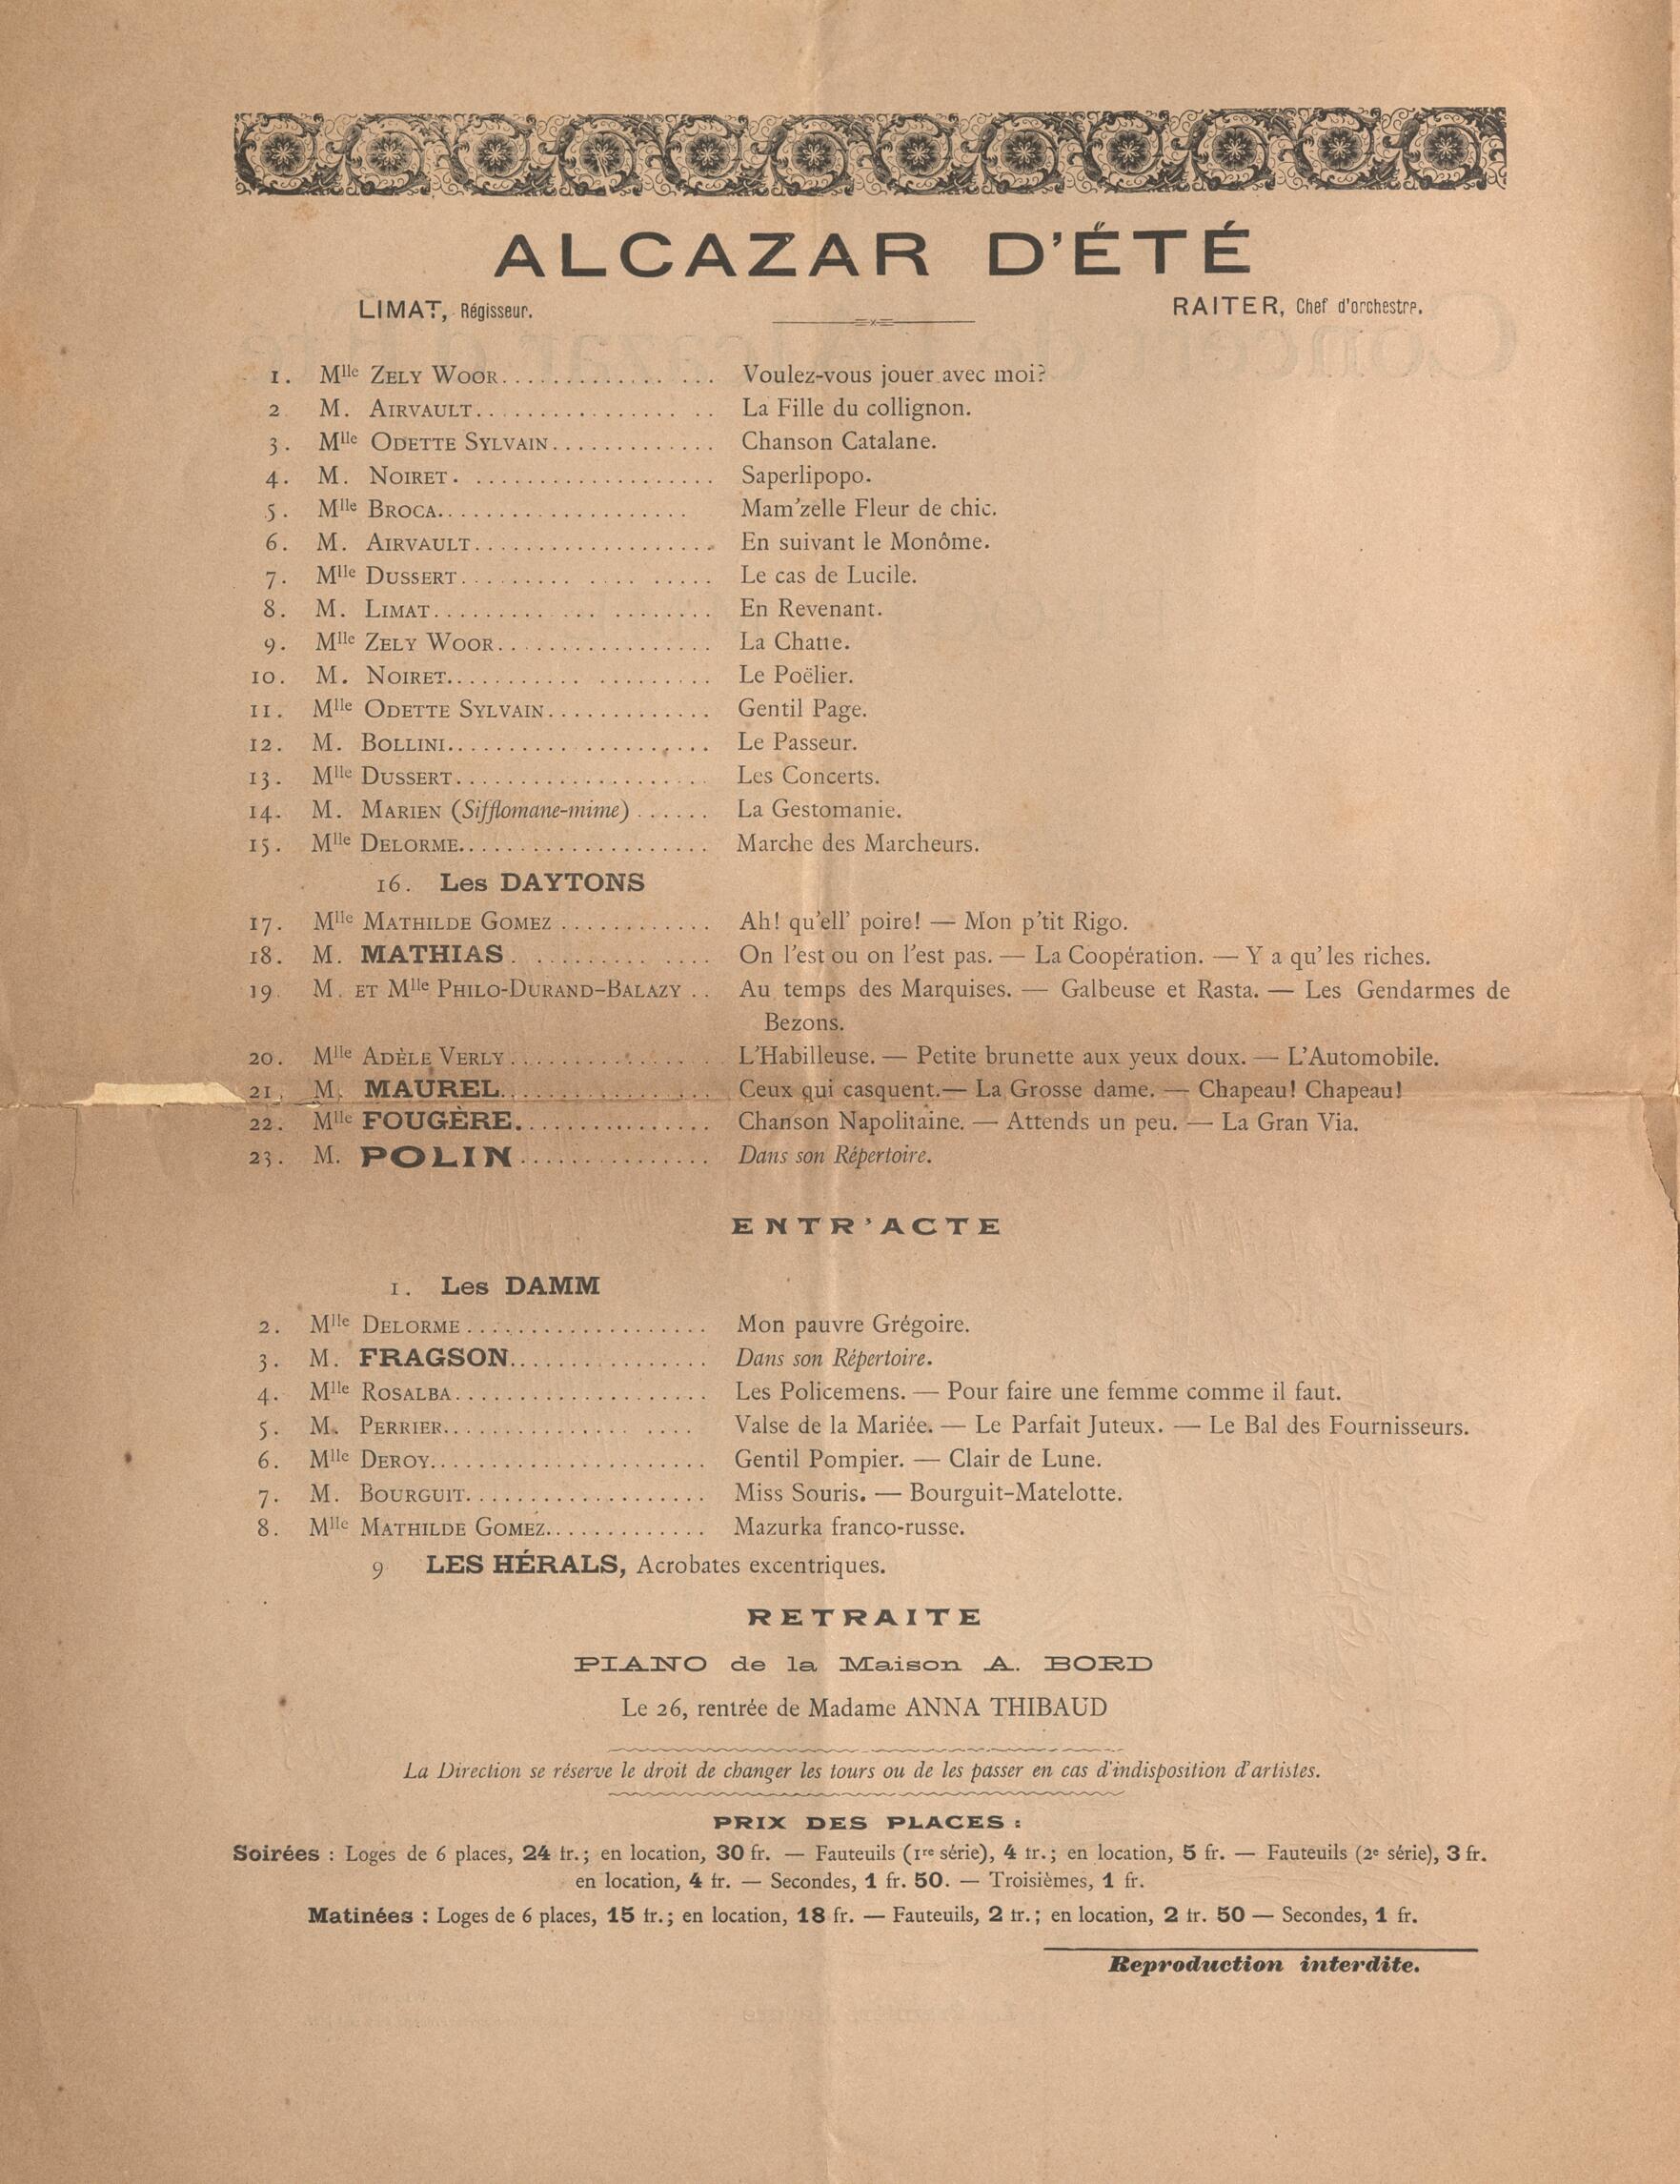 ALCAZAR D'ÉTÉ
LIMAT, Régisseur.
RAITER, Chef d'orchestre.
1. Mlle ZELY WOOR................ Voulez-vous jouer avec moi?
2 M. AIRVAULT................ La Fille du collignon.
3. Mlle ODETTE SYLVAIN............. Chanson Catalane.
4. M. NOIRET. .................. Saperlipopo.
5. Mlle BROCA.................... Mam'zelle Fleur de chic.
6. M. AIRVAULT................... En suivant le Monôme.
7. Mlle DUSSERT.................. Le cas de Lucile.
8. M. LIMAT.................... En Revenant.
9. Mlle ZELY WOOR................. La Chatte.
10. M. NOIRET.................... Le Poëlier.
11. Mlle ODETTE SYLVAIN............. Gentil Page.
12. M. BOLLINI..................... Le Passeur.
13. Mlle DUSSERT.................... Les Concerts.
14. M. MARIEN (Sifflomane-mime) ...... La Gestomanie.
15. Mlle DELORME.................... Marche des Marcheurs.
16. Les DAYTONS
17. Mlle MATHILDE GOMEZ ............ Ah! qu'ell' poire! — Mon p'tit Rigo.
18. M. MATHIAS. ............. On l'est ou on l'est pas. — La Coopération. — Y a qu'les riches.
19. M. ET Mlle PHILO-DURAND-BALAZY .. Au temps des Marquises. — Galbeuse et Rasta. — Les Gendarmes de
Bezons.
20. Mlle ADÈLE VERLY................. L'Habilleuse. — Petite brunette aux yeux doux. — L'Automobile.
21. M. MAUREL................ Ceux qui casquent.— La Grosse dame. — Chapeau! Chapeau!
22. Mlle FOUGÈRE................ Chanson Napolitaine. — Attends un peu. — La Gran Via.
23. M. POLIN............... Dans son Répertoire.
ENTR'ACTE
1. Les DAMM
2. Mlle DELORME................... Mon pauvre Grégoire.
3. M. FRAGSON................ Dans son Répertoire.
4. Mlle ROSALBA.................... Les Policemens. — Pour faire une femme comme il faut.
5. M. PERRIER.................. Valse de la Mariée. — Le Parfait Juteux. — Le Bal des Fournisseurs.
6. Mlle DEROY...................... Gentil Pompier. — Clair de Lune.
7. M. BOURGUIT.................... Miss Souris. — Bourguit-Matelotte.
8. Mlle MATHILDE GOMEZ............. Mazurka franco-russe.
9 LES HÉRALS, Acrobates excentriques.
RETRAITE
PIANO de la Maison A. BORD
Le 26, rentrée de Madame ANNA THIBAUD
La Direction se réserve le droit de changer les tours ou de les passer en cas d'indisposition d'artistes.
PRIX DES PLACES :
Soirées : Loges de 6 places, 24 fr.; en location, 30 fr. — Fauteuils (1re série), 4 fr.; en location, 5 fr. — Fauteuils (2e série), 3 fr.
en location, 4 fr. — Secondes, 1 fr. 50. — Troisièmes, 1 fr.
Matinées : Loges de 6 places, 15 fr.; en location, 18 fr. — Fauteuils, 2 fr.; en location, 2 fr. 50 — Secondes, 1 fr.
Reproduction interdite.